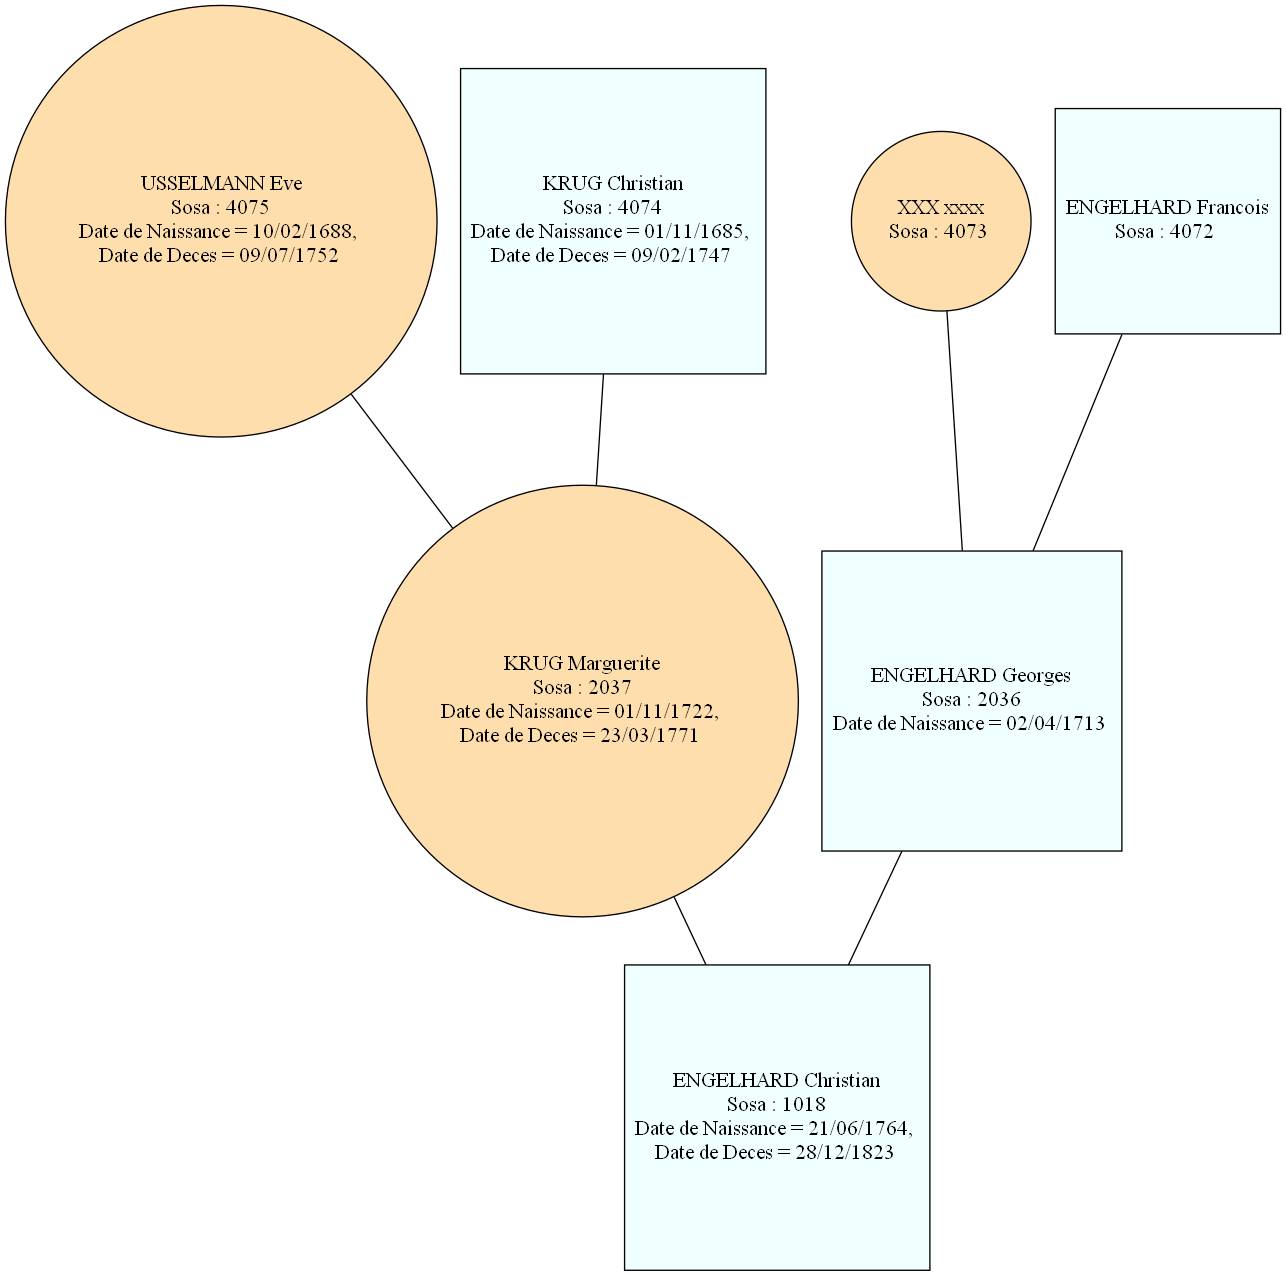 USSELMANN Eve
Sosa : 4075
Date de Naissance = 10/02/1688,
Date de Deces = 09/07/1752
KRUG Christian
Sosa : 4074
Date de Naissance = 01/11/1685,
Date de Deces = 09/02/1747
XXX xxxx
Sosa : 4073
ENGELHARD Francois
Sosa : 4072
KRUG Marguerite
Sosa : 2037
Date de Naissance = 01/11/1722,
Date de Deces = 23/03/1771
ENGELHARD Georges
Sosa : 2036
Date de Naissance = 02/04/1713
ENGELHARD Christian
Sosa : 1018
Date de Naissance = 21/06/1764,
Date de Deces = 28/12/1823